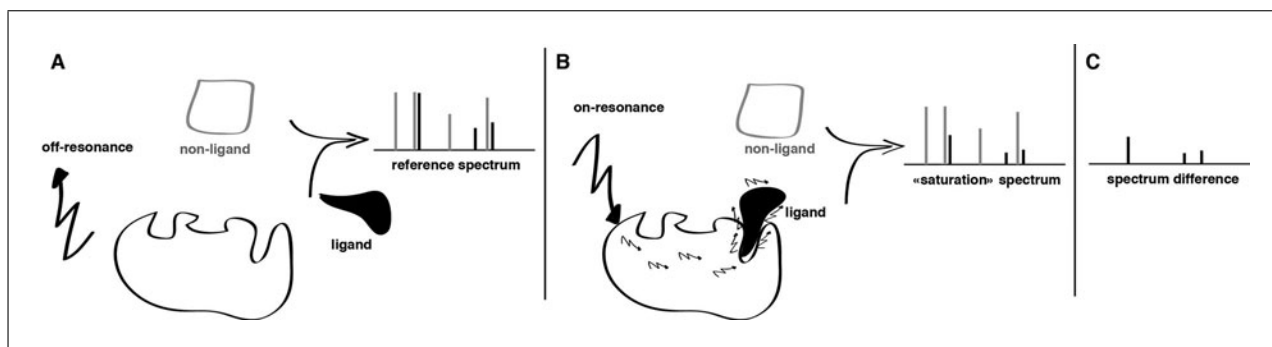 A
off-resonance
non-ligand
reference spectrum
ligand
B
on-resonance
non-ligand
ligand
«saturation» spectrum
C
spectrum difference